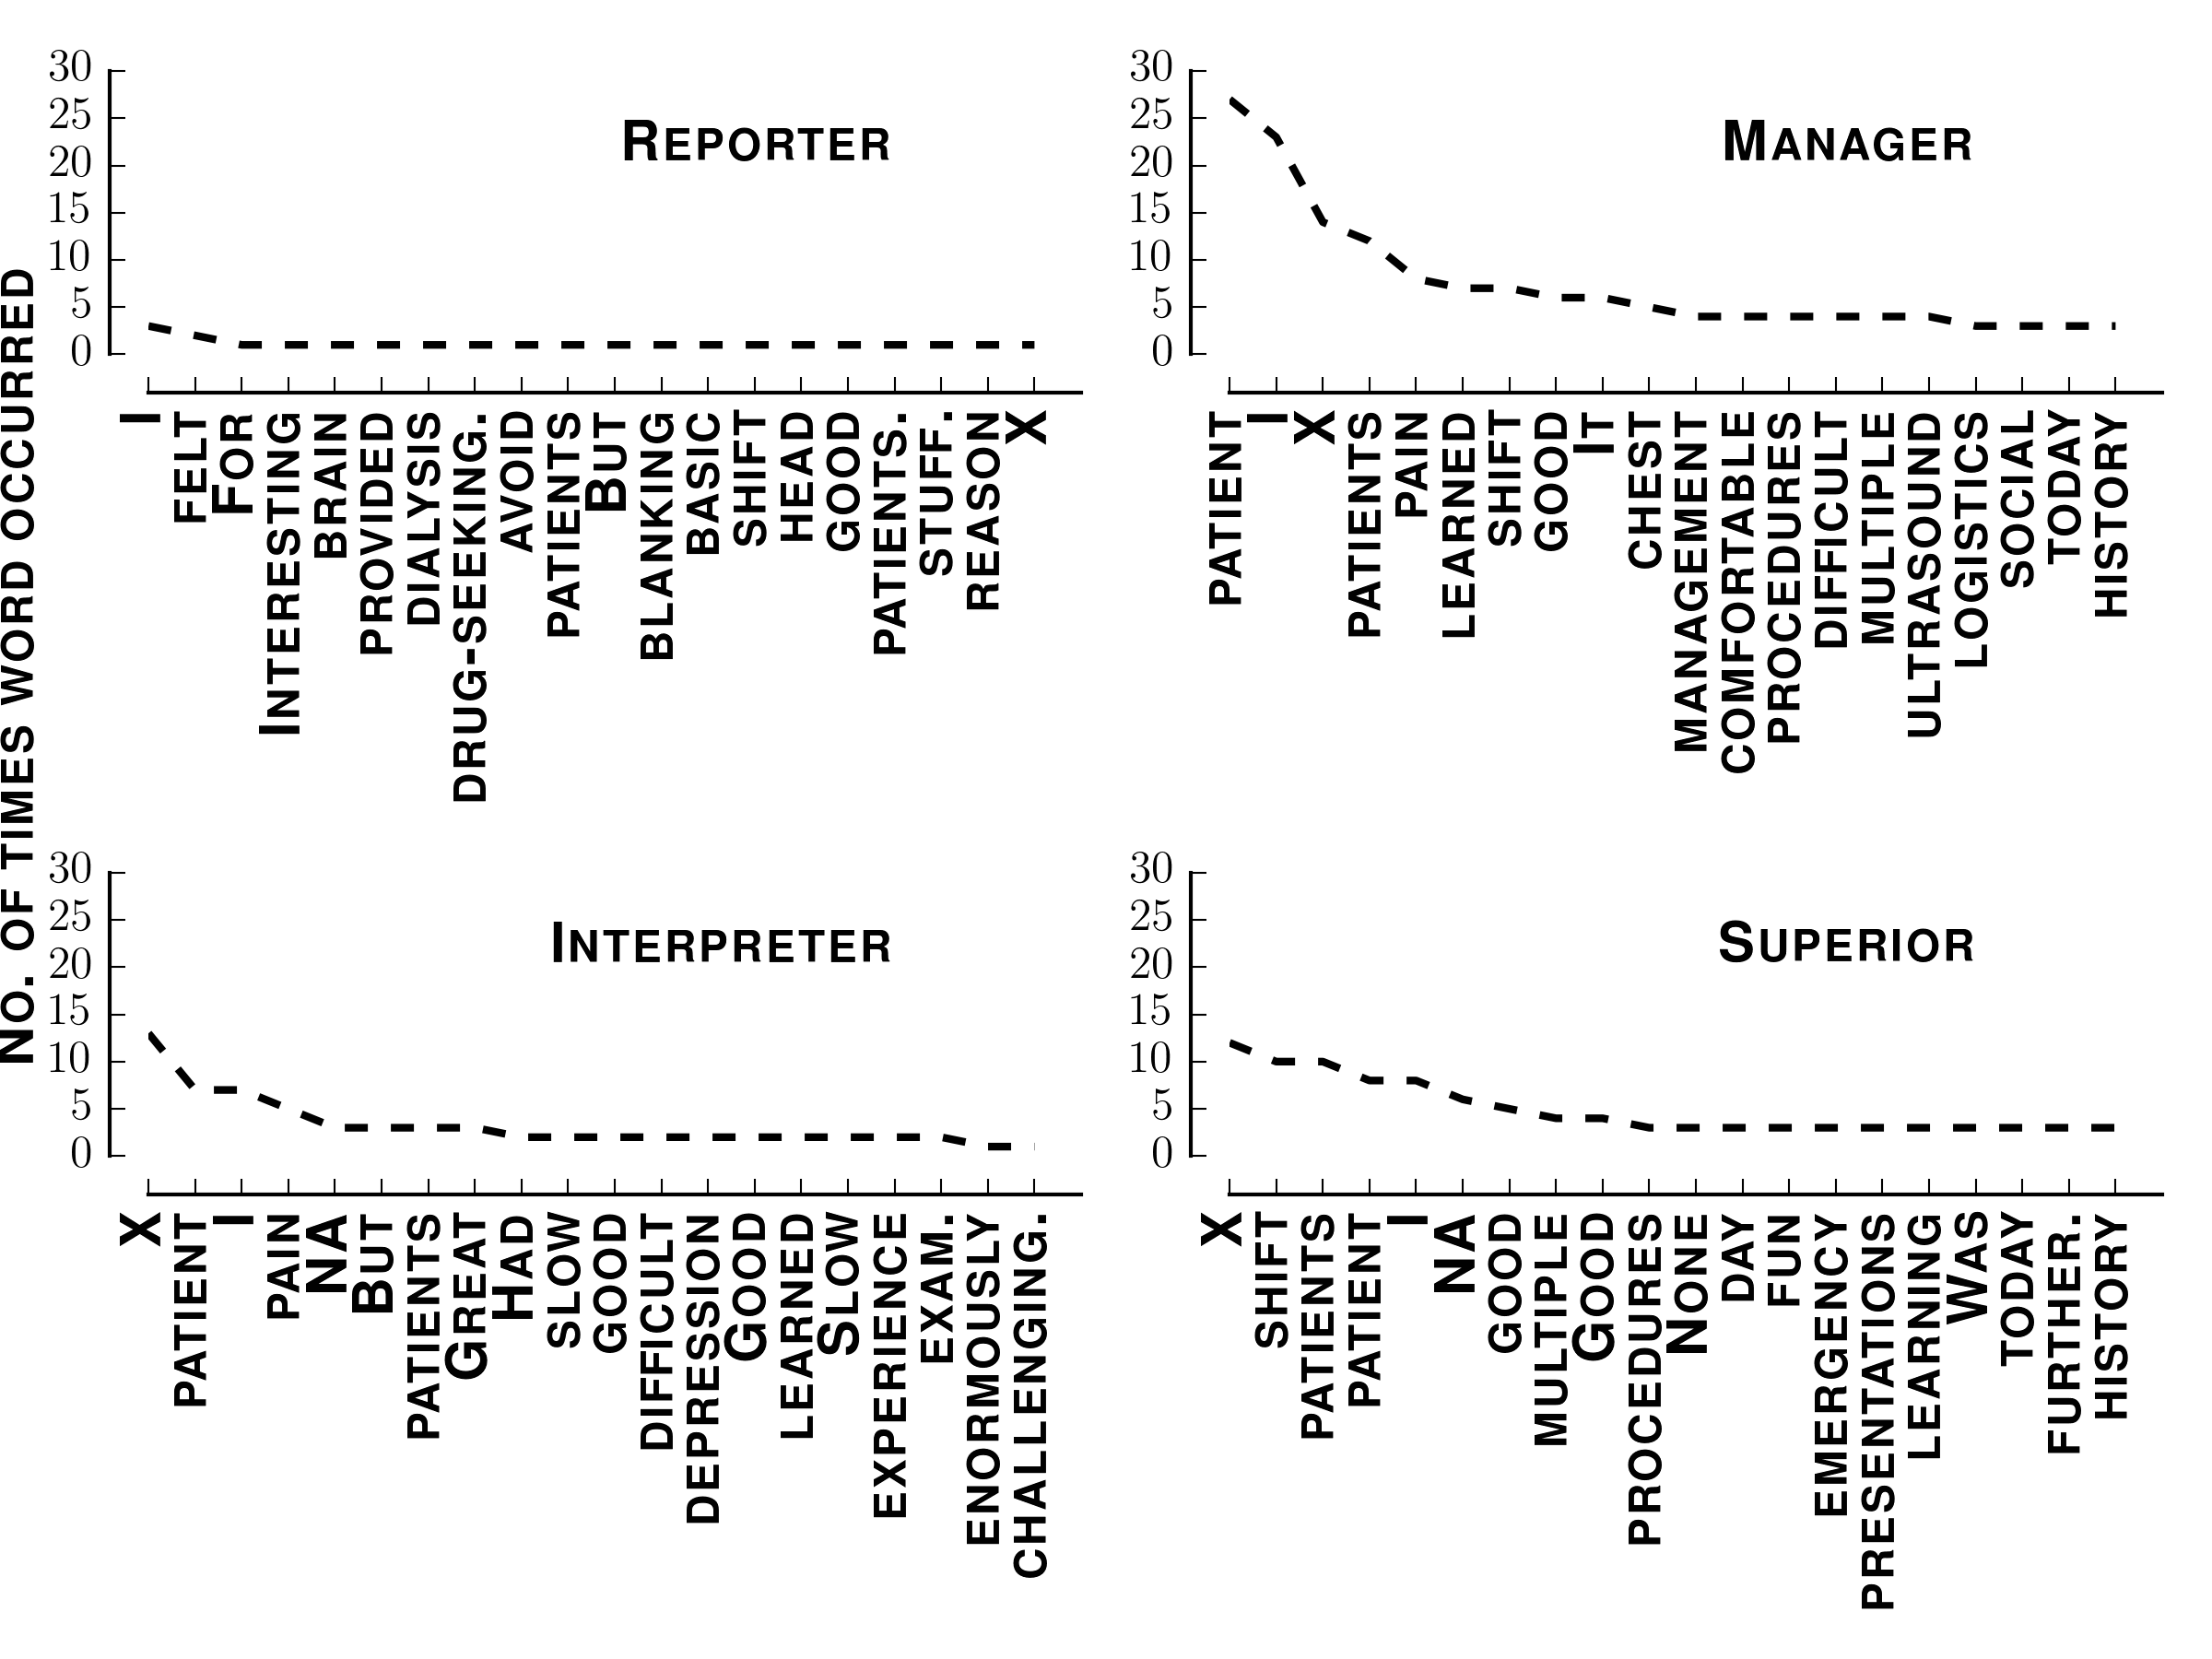 No. of times word occurred
Reporter
30
25
20
15
10
5
0
I
felt
For
Interesting
brain
provided
dialysis
drug-seeking.
avoid
patients
But
blanking
basic
shift
head
good
patients.
stuff.
reason
X
Manager
30
25
20
15
10
5
0
patient
I
X
patients
pain
learned
shift
good
It
chest
management
comfortable
procedures
difficult
multiple
ultrasound
logistics
social
today
history
Interpreter
30
25
20
15
10
5
0
X
patient
I
pain
NA
But
patients
Great
Had
slow
good
difficult
depression
Good
learned
Slow
experience
exam.
enormously
challenging.
Superior
30
25
20
15
10
5
0
X
shift
patients
patient
I
NA
good
multiple
Good
procedures
None
day
fun
emergency
presentations
learning
Was
today
further.
history